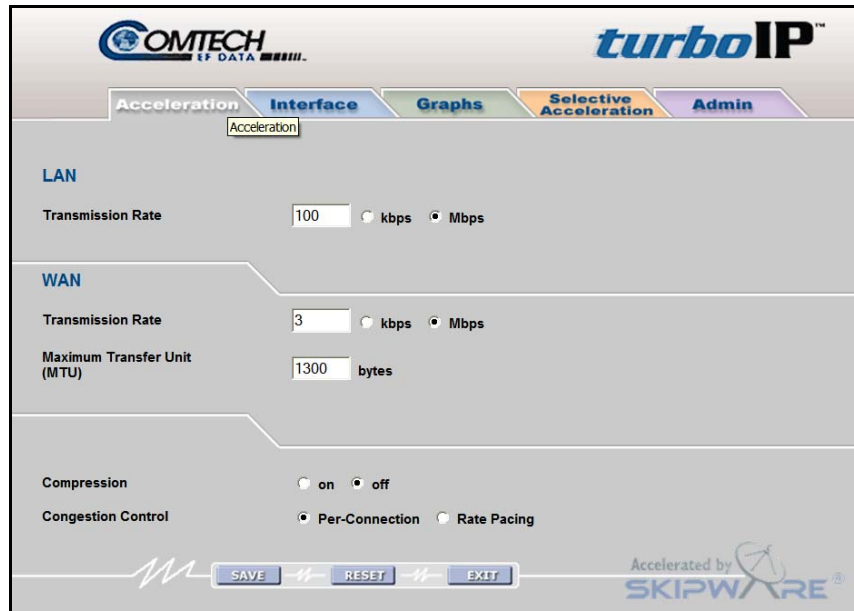 COMTECH
EF DATA
turboIP™
Acceleration Interface Graphs Selective Acceleration Admin
Acceleration
LAN
Transmission Rate 100 kbps Mbps
WAN
Transmission Rate 3 kbps Mbps
Maximum Transfer Unit
(MTU) 1300 bytes
Compression on off
Congestion Control Per-Connection Rate Pacing
SAVE RESET EXIT
Accelerated by
SKIPWARE®